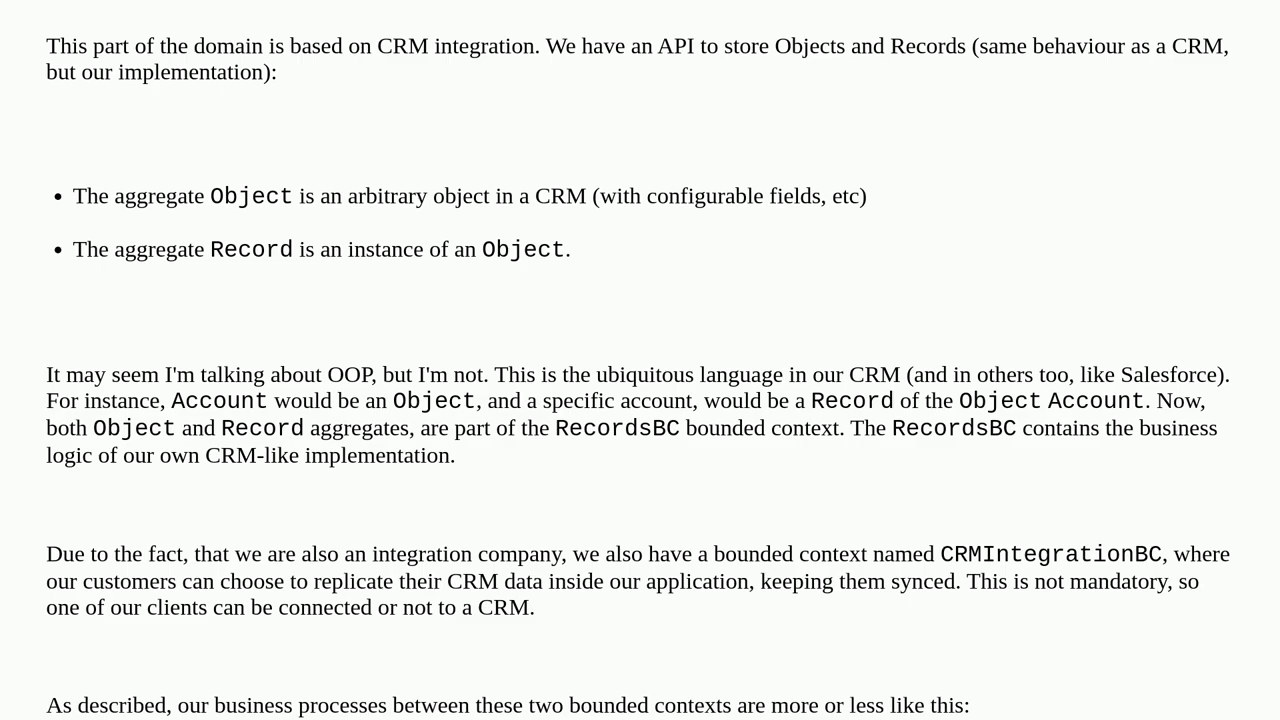 This part of the domain is based on CRM integration. We have an API to store Objects and Records (same behaviour as a CRM,
but our implementation):
• The aggregate Object is an arbitrary object in a CRM (with configurable fields, etc)
• The aggregate Record is an instance of an Object.
It may seem I'm talking about OOP, but I'm not. This is the ubiquitous language in our CRM (and in others too, like Salesforce).
For instance, Account would be an Object, and a specific account, would be a Record of the Object Account. Now,
both Object and Record aggregates, are part of the RecordsBC bounded context. The RecordsBC contains the business
logic of our own CRM-like implementation.
Due to the fact, that we are also an integration company, we also have a bounded context named CRMIntegrationBC, where
our customers can choose to replicate their CRM data inside our application, keeping them synced. This is not mandatory, so
one of our clients can be connected or not to a CRM.
As described, our business processes between these two bounded contexts are more or less like this: